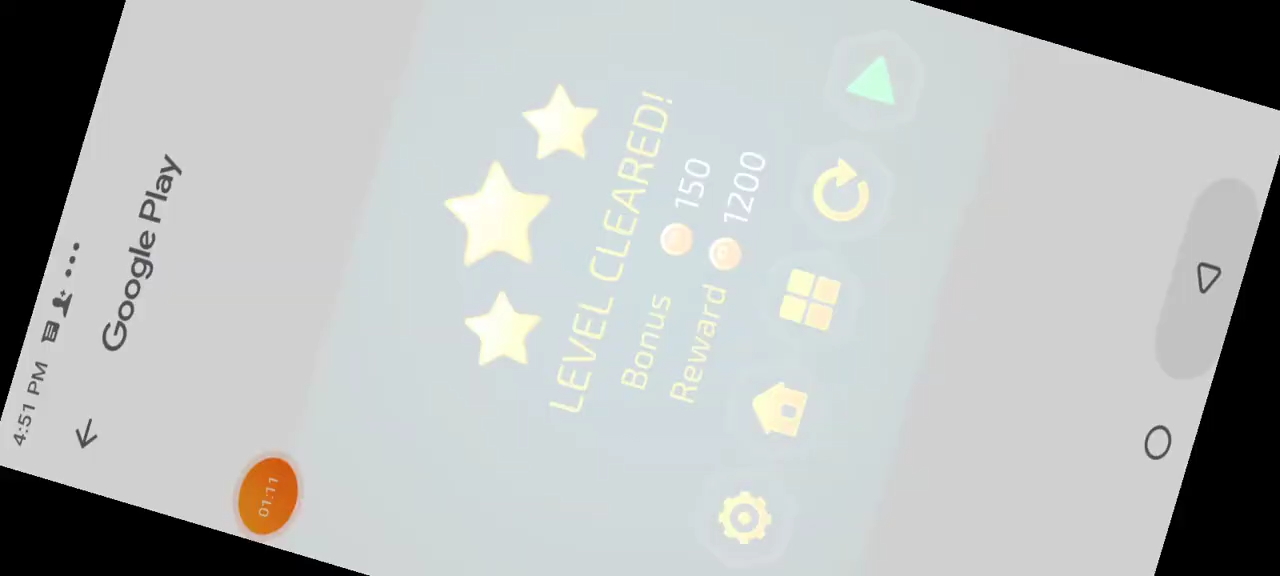 4:51 PM
Google Play
01:11
LEVEL CLEARED!
Bonus 150
Reward 1200